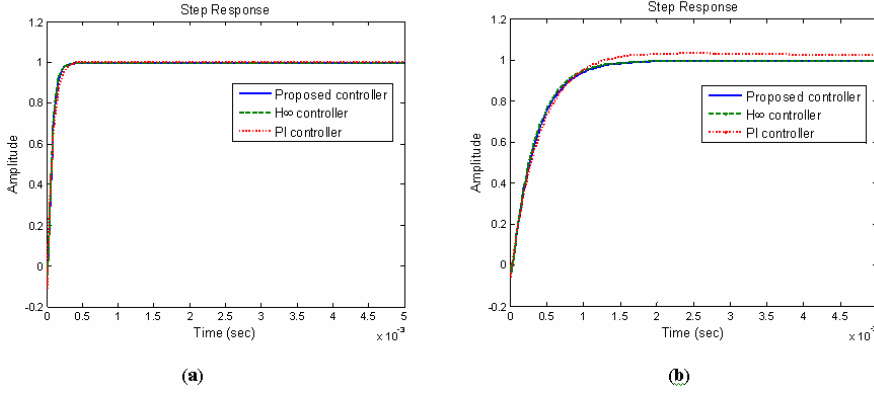 Step Response
1.2
1
0.8
0.6
0.4
0.2
0
-0.2
Amplitude
Proposed controller
H∞ controller
PI controller
0 0.5 1 1.5 2 2.5 3 3.5 4 4.5 5
Time (sec)
x 10⁻³
(a)
Step Response
1.2
1
0.8
0.6
0.4
0.2
0
-0.2
Amplitude
Proposed controller
H∞ controller
PI controller
0 0.5 1 1.5 2 2.5 3 3.5 4 4.5
Time (sec)
x 10⁻³
(b)